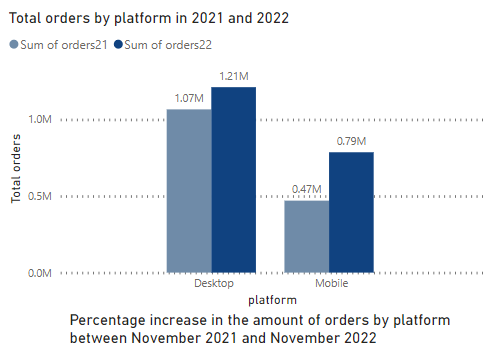 Total orders by platform in 2021 and 2022
Sum of orders21 Sum of orders22
1.21M
1.07M
1.0M
0.79M
0.5M
0.47M
0.0M
Total orders
Desktop Mobile
platform
Percentage increase in the amount of orders by platform
between November 2021 and November 2022